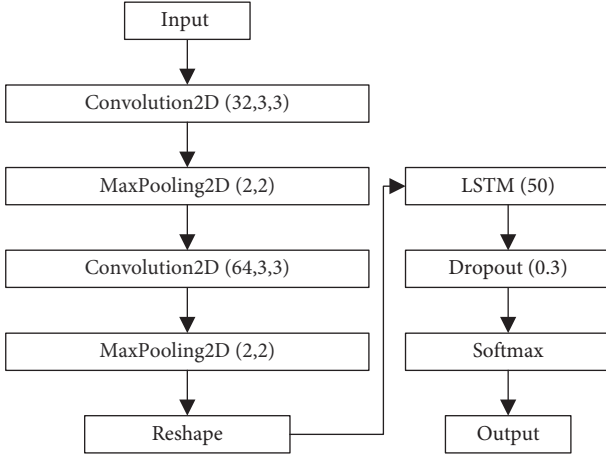 Input
Convolution2D (32,3,3)
MaxPooling2D (2,2)
Convolution2D (64,3,3)
MaxPooling2D (2,2)
Reshape
LSTM (50)
Dropout (0.3)
Softmax
Output